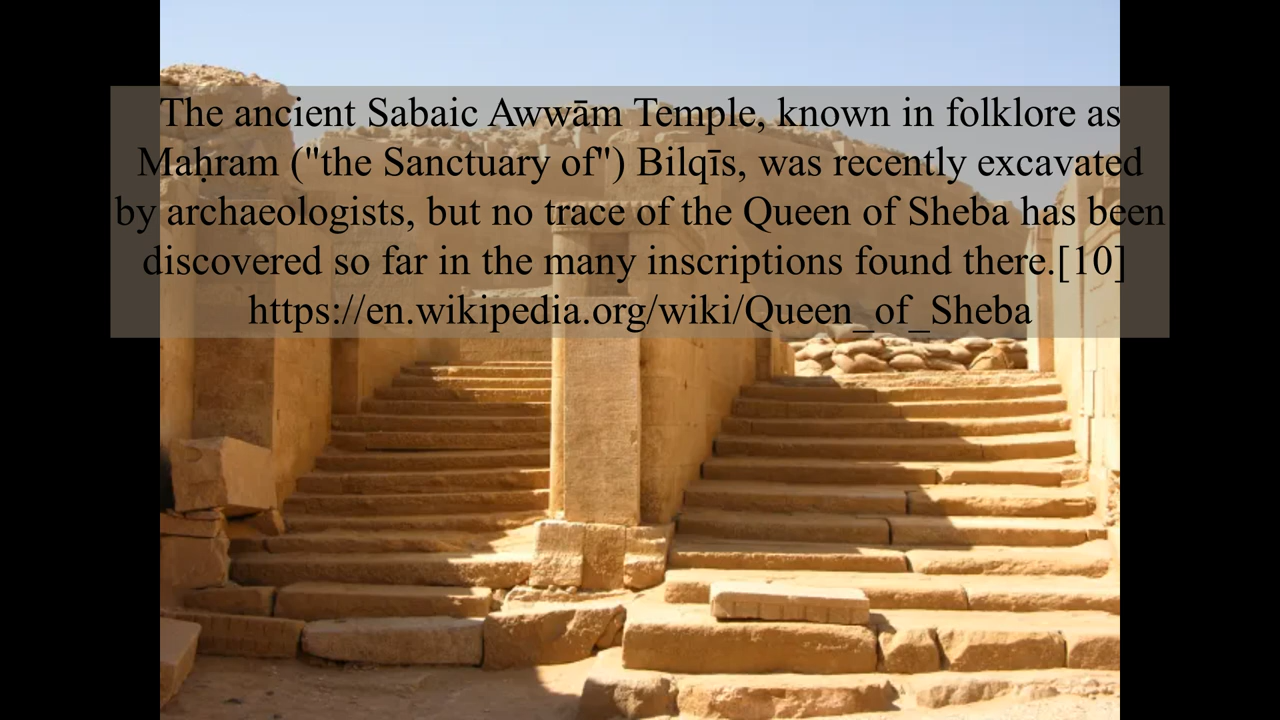 The ancient Sabaic Awwām Temple, known in folklore as
Maḥram ("the Sanctuary of") Bilqīs, was recently excavated
by archaeologists, but no trace of the Queen of Sheba has been
discovered so far in the many inscriptions found there.[10]
https://en.wikipedia.org/wiki/Queen_of_Sheba